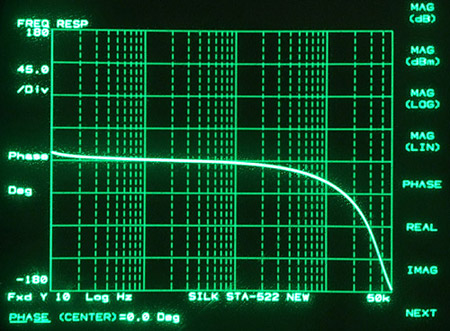 FREQ RESP
180
45.0
/Div
Phase
Deg
-180
Fxd Y 10 Log Hz SILK STA-522 NEW 50k
PHASE (CENTER)=0.0 Deg
MAG
(dB)
MAG
(dBm)
MAG
(LOG)
MAG
(LIN)
PHASE
REAL
IMAG
NEXT